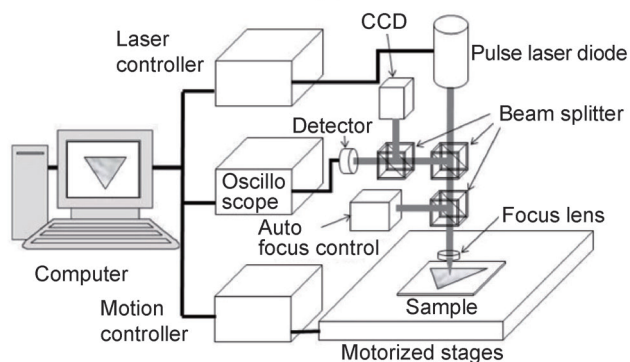 CCD
Laser
controller
Pulse laser diode
Detector
Beam splitter
Oscillo
scope
Auto
focus control
Focus lens
Computer
Sample
Motion
controller
Motorized stages